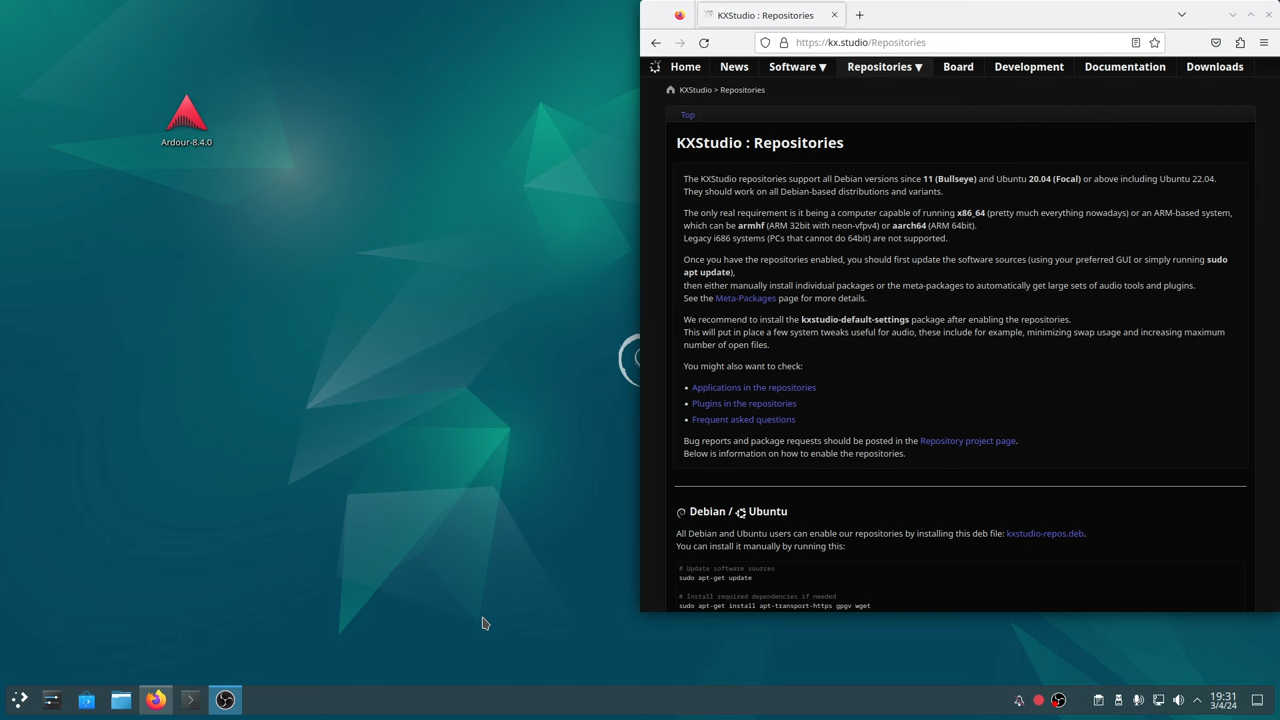 KXStudio : Repositories
https://kx.studio/Repositories
Home News Software ▼ Repositories ▼ Board Development Documentation Downloads
KXStudio > Repositories
Top
KXStudio : Repositories
The KXStudio repositories support all Debian versions since 11 (Bullseye) and Ubuntu 20.04 (Focal) or above including Ubuntu 22.04.
They should work on all Debian-based distributions and variants.
The only real requirement is it being a computer capable of running x86_64 (pretty much everything nowadays) or an ARM-based system,
which can be armhf (ARM 32bit with neon-vfpv4) or aarch64 (ARM 64bit).
Legacy i686 systems (PCs that cannot do 64bit) are not supported.
Once you have the repositories enabled, you should first update the software sources (using your preferred GUI or simply running sudo
apt update),
then either manually install individual packages or the meta-packages to automatically get large sets of audio tools and plugins.
See the Meta-Packages page for more details.
We recommend to install the kxstudio-default-settings package after enabling the repositories.
This will put in place a few system tweaks useful for audio, these include for example, minimizing swap usage and increasing maximum
number of open files.
You might also want to check:
• Applications in the repositories
• Plugins in the repositories
• Frequent asked questions
Bug reports and package requests should be posted in the Repository project page.
Below is information on how to enable the repositories.
Debian / Ubuntu
All Debian and Ubuntu users can enable our repositories by installing this deb file: kxstudio-repos.deb.
You can install it manually by running this:
# Update software sources
sudo apt-get update
# Install required dependencies if needed
sudo apt-get install apt-transport-https gpgv wget
Ardour-8.4.0
19:31
3/4/24